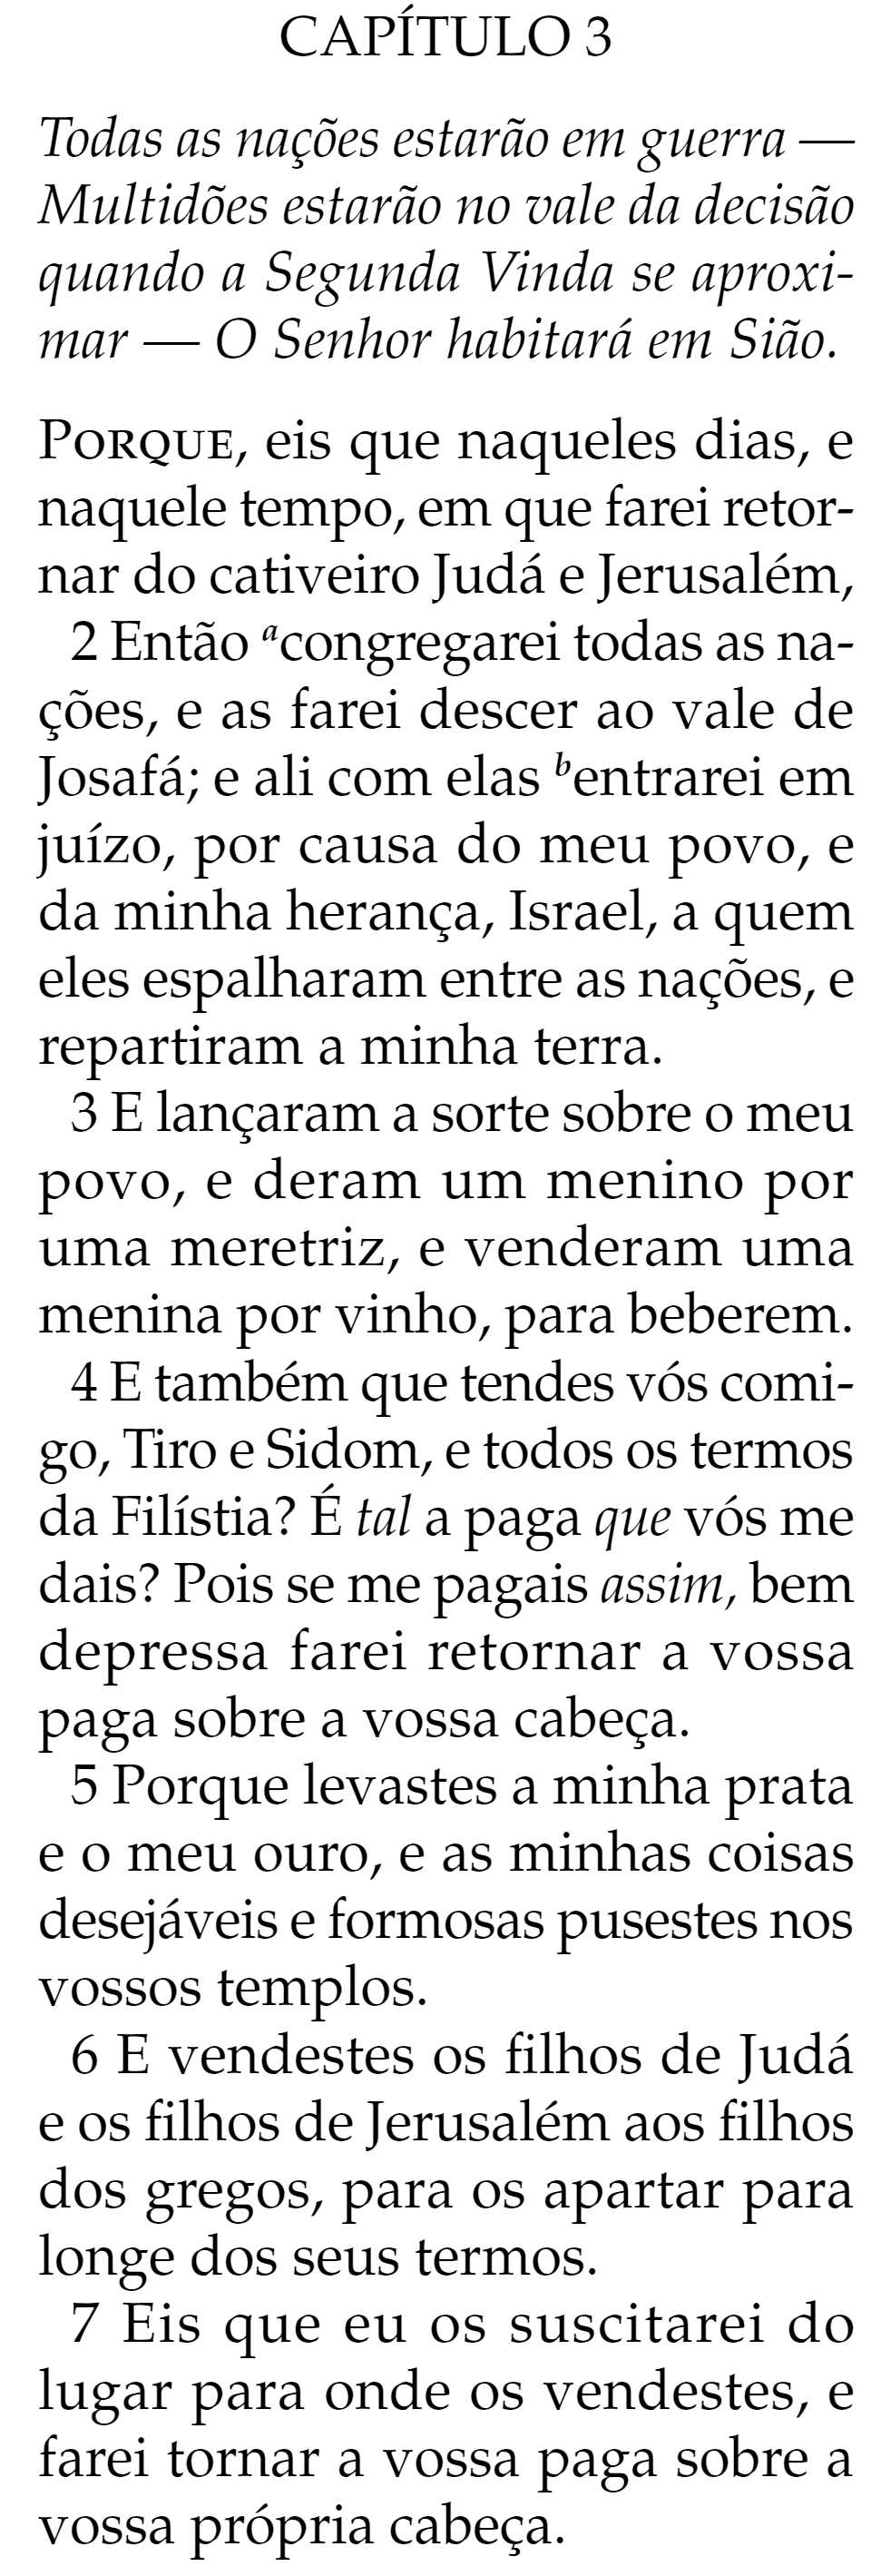 CAPÍTULO 3
Todas as nações estarão em guerra —
Multidões estarão no vale da decisão
quando a Segunda Vinda se aproxi-
mar — O Senhor habitará em Sião.
PORQUE, eis que naqueles dias, e
naquele tempo, em que farei retor-
nar do cativeiro Judá e Jerusalém,
2 Então a congregarei todas as na-
ções, e as farei descer ao vale de
Josafá; e ali com elas b entrarei em
juízo, por causa do meu povo, e
da minha herança, Israel, a quem
eles espalharam entre as nações, e
repartiram a minha terra.
3 E lançaram a sorte sobre o meu
povo, e deram um menino por
uma meretriz, e venderam uma
menina por vinho, para beberem.
4 E também que tendes vós comi-
go, Tiro e Sidom, e todos os termos
da Filístia? É tal a paga que vós me
dais? Pois se me pagais assim, bem
depressa farei retornar a vossa
paga sobre a vossa cabeça.
5 Porque levastes a minha prata
e o meu ouro, e as minhas coisas
desejáveis e formosas pusestes nos
vossos templos.
6 E vendestes os filhos de Judá
e os filhos de Jerusalém aos filhos
dos gregos, para os apartar para
longe dos seus termos.
7 Eis que eu os suscitarei do
lugar para onde os vendestes, e
farei tornar a vossa paga sobre a
vossa própria cabeça.